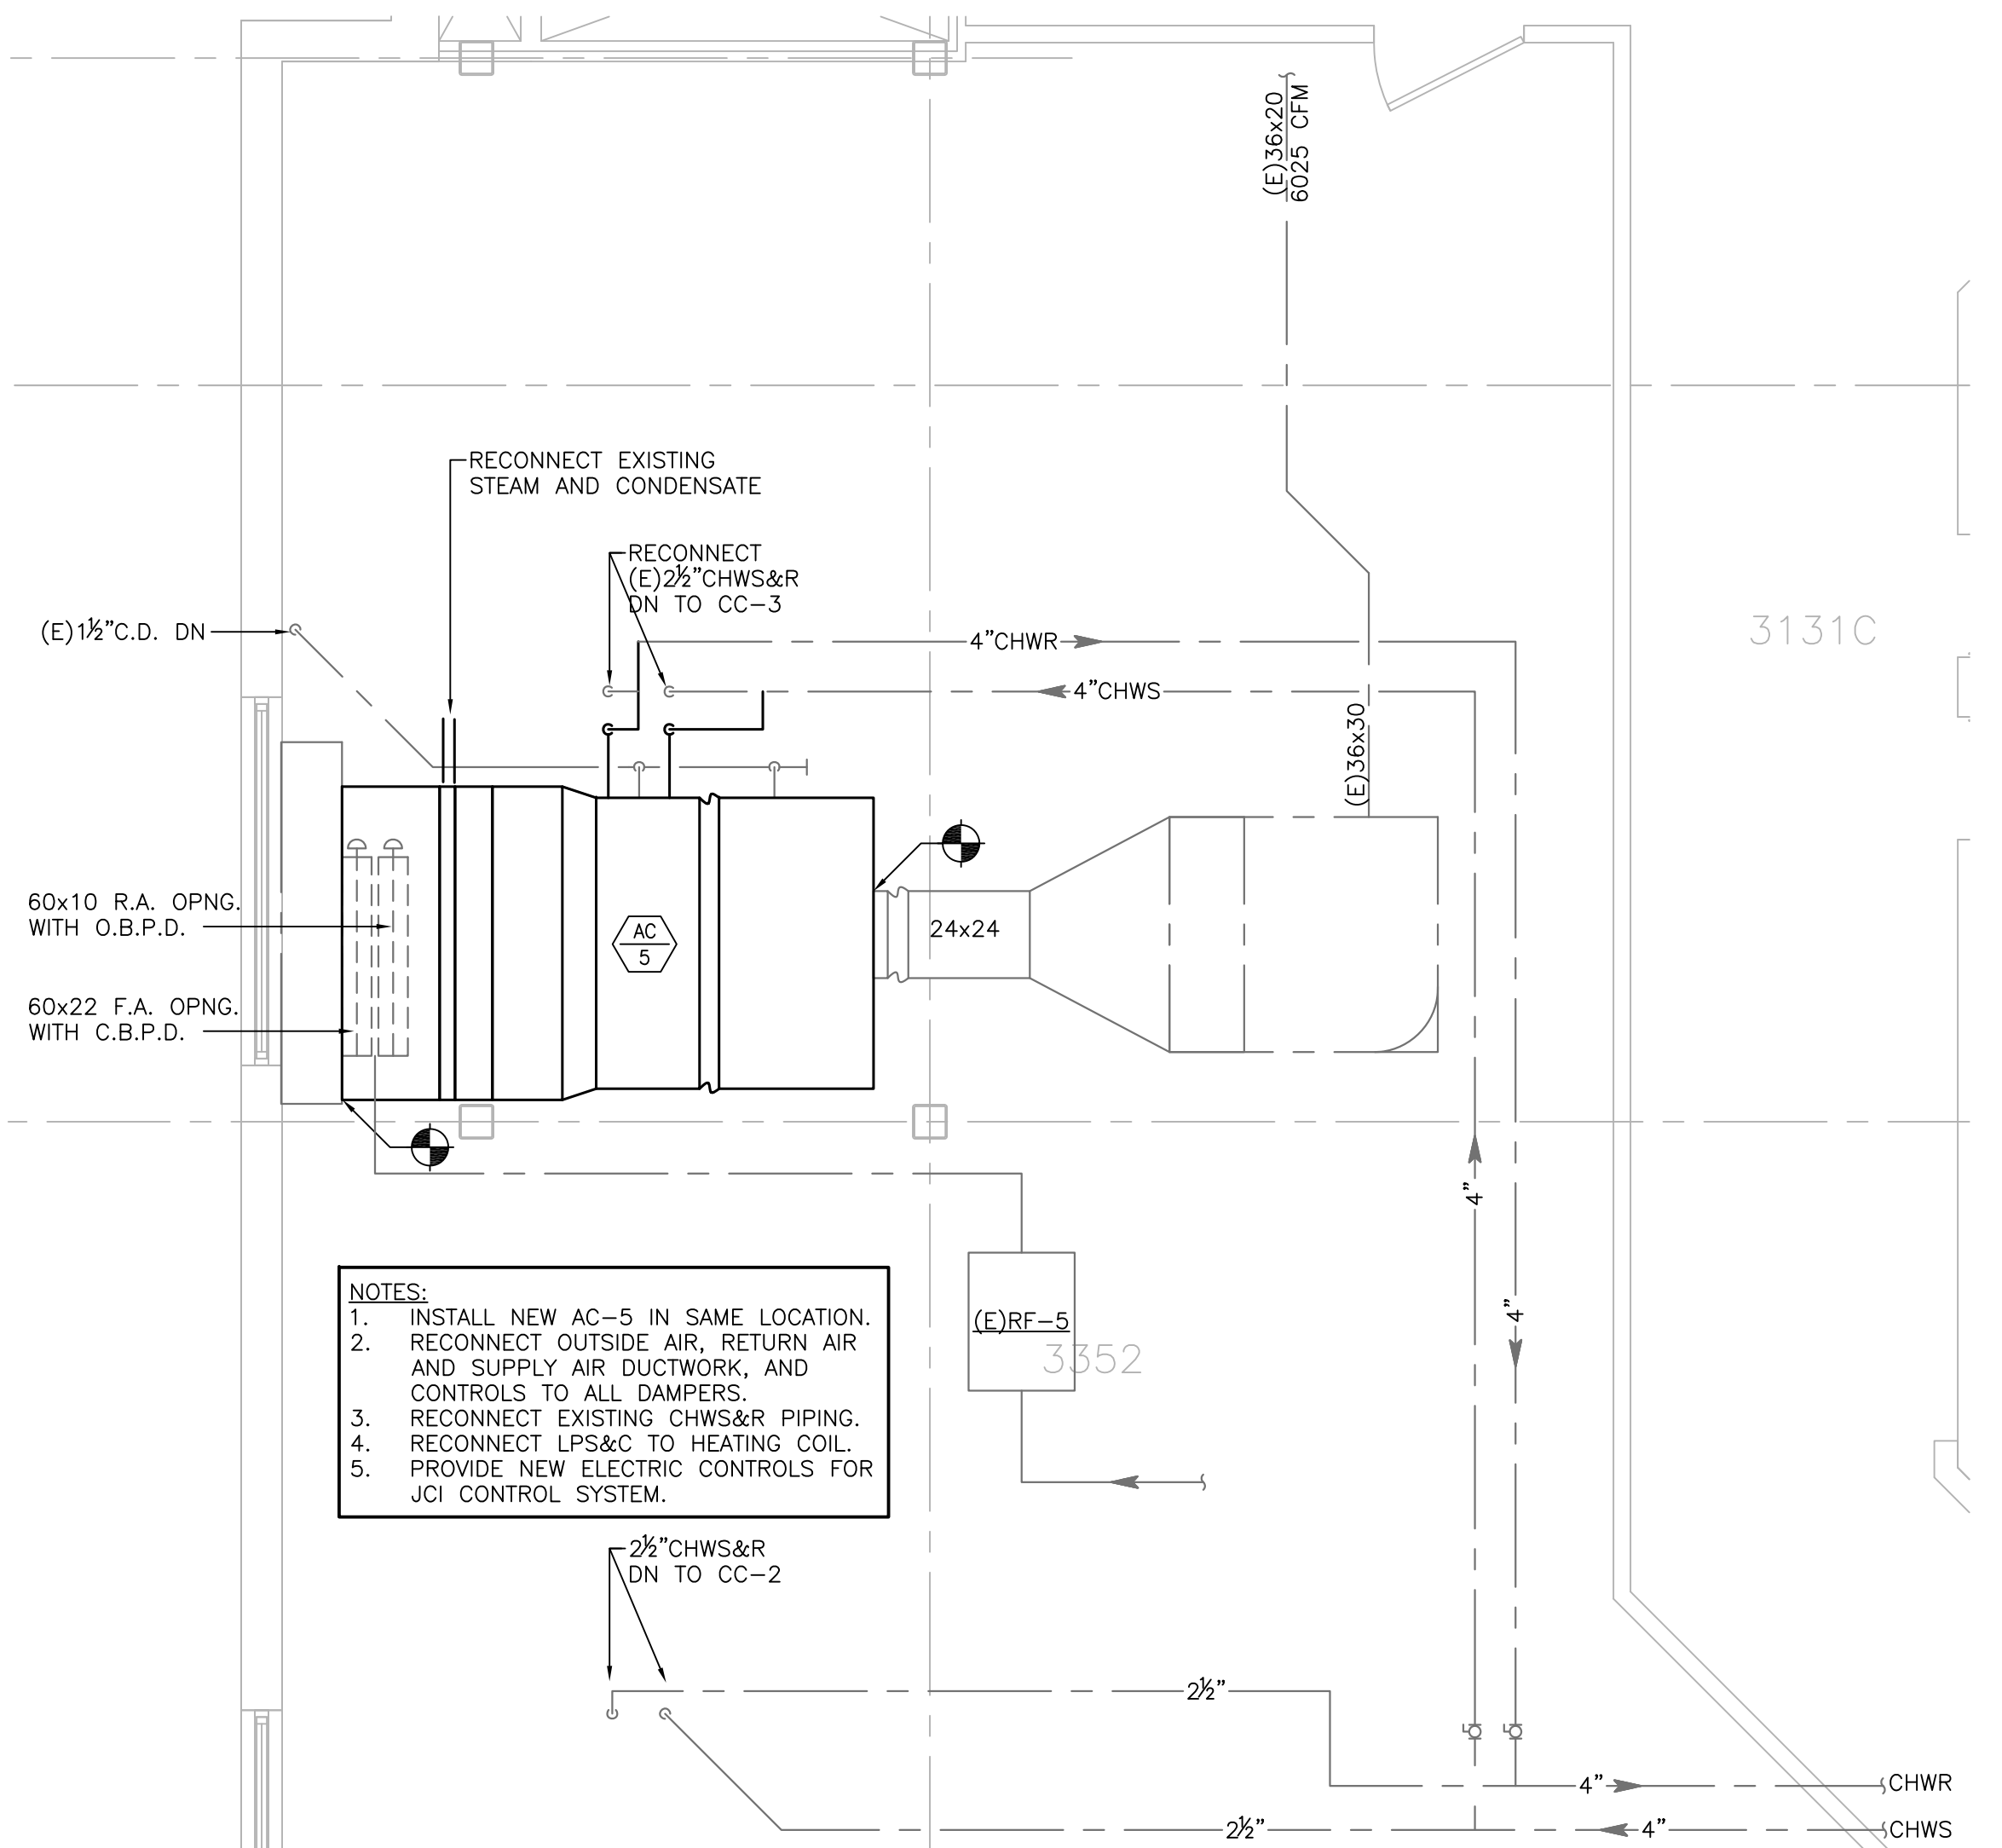 (E)36x20
6025 CFM
RECONNECT EXISTING
STEAM AND CONDENSATE
RECONNECT
(E)2½"CHWS&R
DN TO CC-3
(E)1½"C.D. DN
4"CHWR
3131C
4"CHWS
(E)36x30
60x10 R.A. OPNG.
WITH O.B.P.D.
AC
5
24x24
60x22 F.A. OPNG.
WITH C.B.P.D.
4"
4"
(E)RF-5
3352
NOTES:
1. INSTALL NEW AC-5 IN SAME LOCATION.
2. RECONNECT OUTSIDE AIR, RETURN AIR
AND SUPPLY AIR DUCTWORK, AND
CONTROLS TO ALL DAMPERS.
3. RECONNECT EXISTING CHWS&R PIPING.
4. RECONNECT LPS&C TO HEATING COIL.
5. PROVIDE NEW ELECTRIC CONTROLS FOR
JCI CONTROL SYSTEM.
2½"CHWS&R
DN TO CC-2
2½"
4"
CHWR
2½"
4"
CHWS